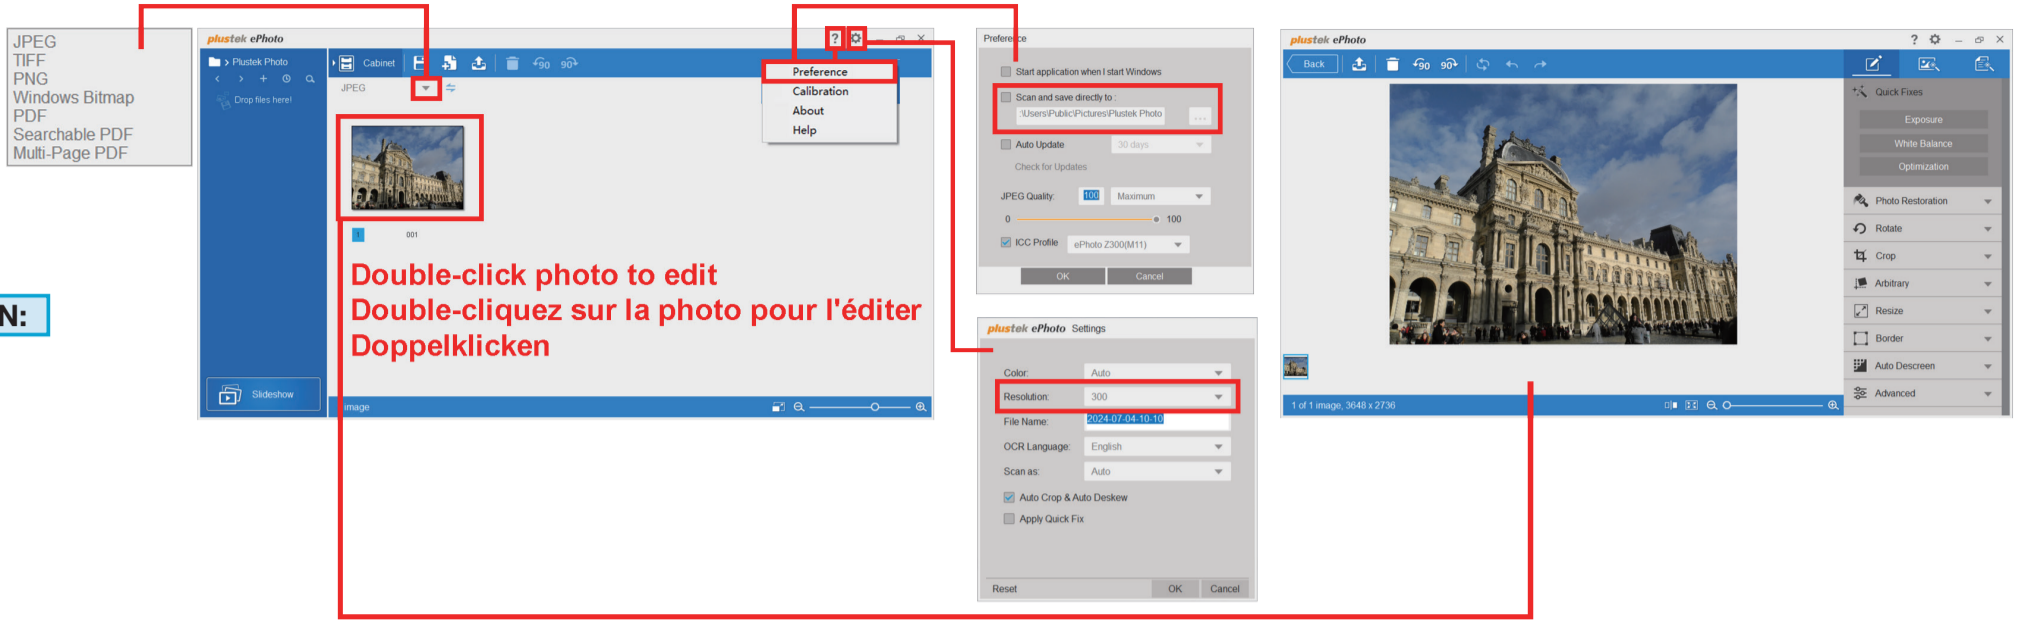 JPEG
TIFF
PNG
Windows Bitmap
PDF
Searchable PDF
Multi-Page PDF
N:
plustek ePhoto
> Plustek Photo
Drop files here!
Slideshow
Cabinet
90 90
JPEG
?
Preference
Calibration
About
Help
1 001
Double-click photo to edit
Double-cliquez sur la photo pour l'éditer
Doppelklicken
image
Preference
Start application when I start Windows
Scan and save directly to :
:\Users\Public\Pictures\Plustek Photo ...
Auto Update 30 days
Check for Updates
JPEG Quality: 100 Maximum
0 100
ICC Profile ePhoto Z300(M11)
OK Cancel
plustek ePhoto Settings
Color: Auto
Resolution: 300
File Name: 2024-07-04-10-10
OCR Language: English
Scan as: Auto
Auto Crop & Auto Deskew
Apply Quick Fix
Reset OK Cancel
plustek ePhoto
?
Back
90 90
Quick Fixes
Exposure
White Balance
Optimization
Photo Restoration
Rotate
Crop
Arbitrary
Resize
Border
Auto Descreen
Advanced
1 of 1 image, 3648 x 2736